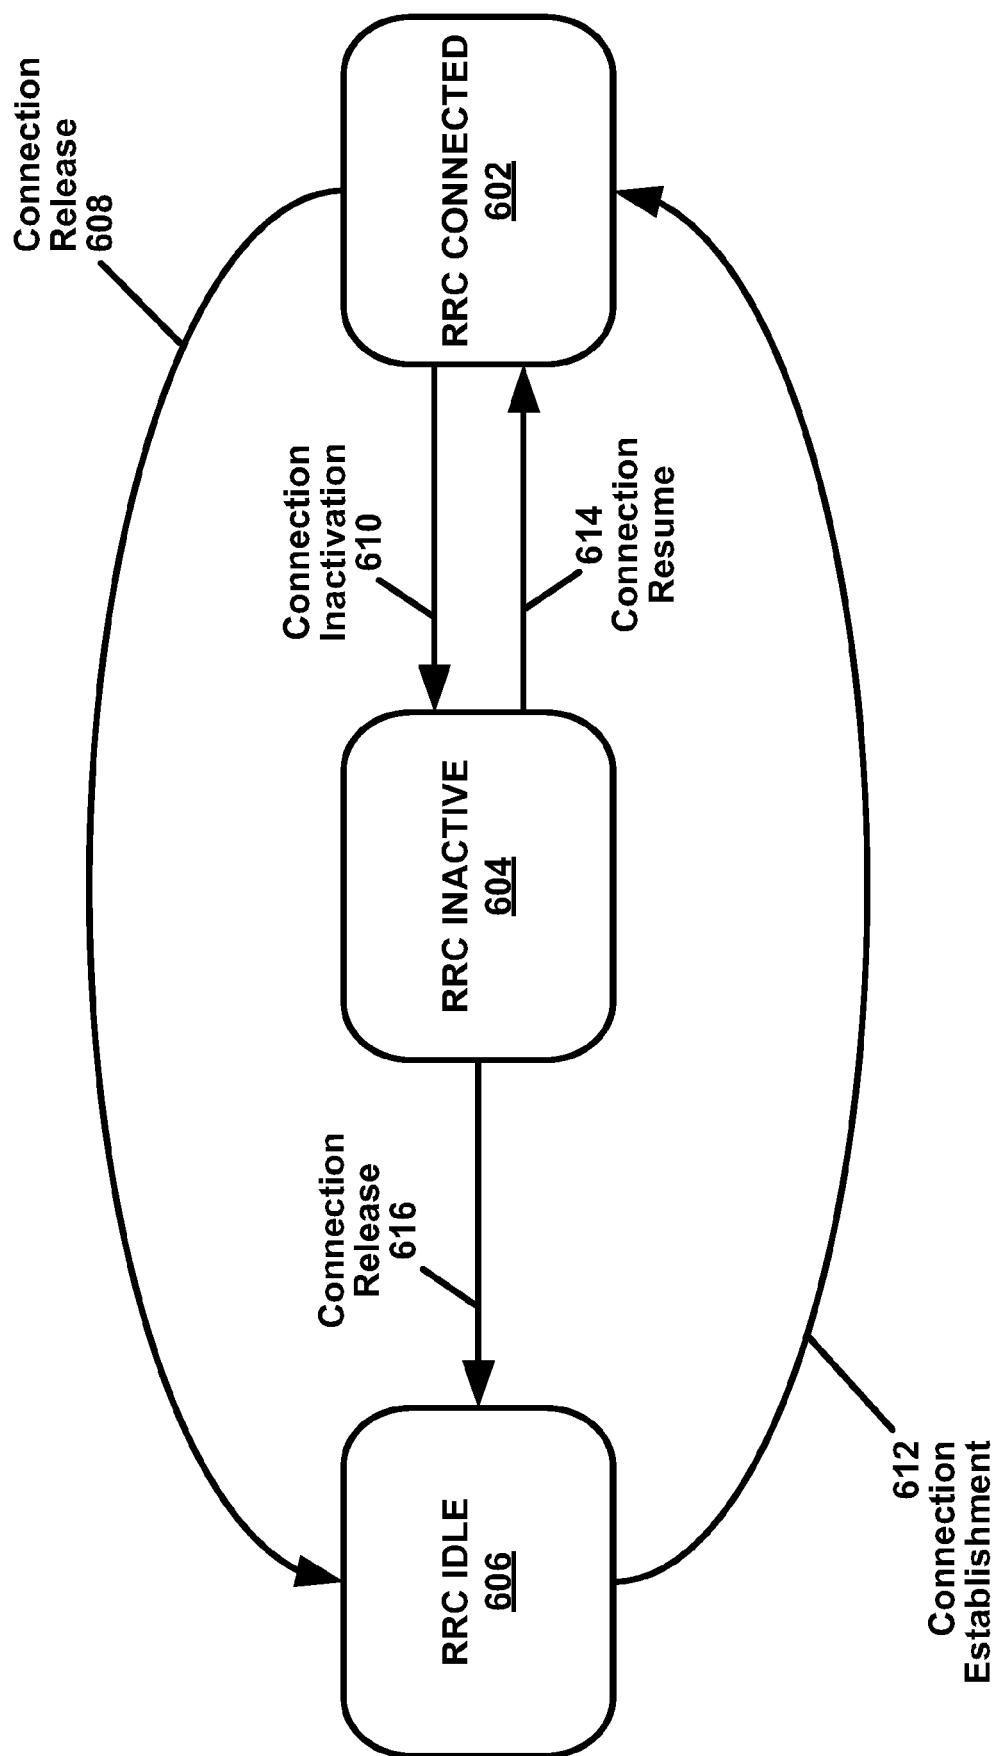 Connection
Release
608
RRC IDLE
606
Connection
Release
616
RRC INACTIVE
604
Connection
Inactivation
610
614
Connection
Resume
RRC CONNECTED
602
612
Connection
Establishment